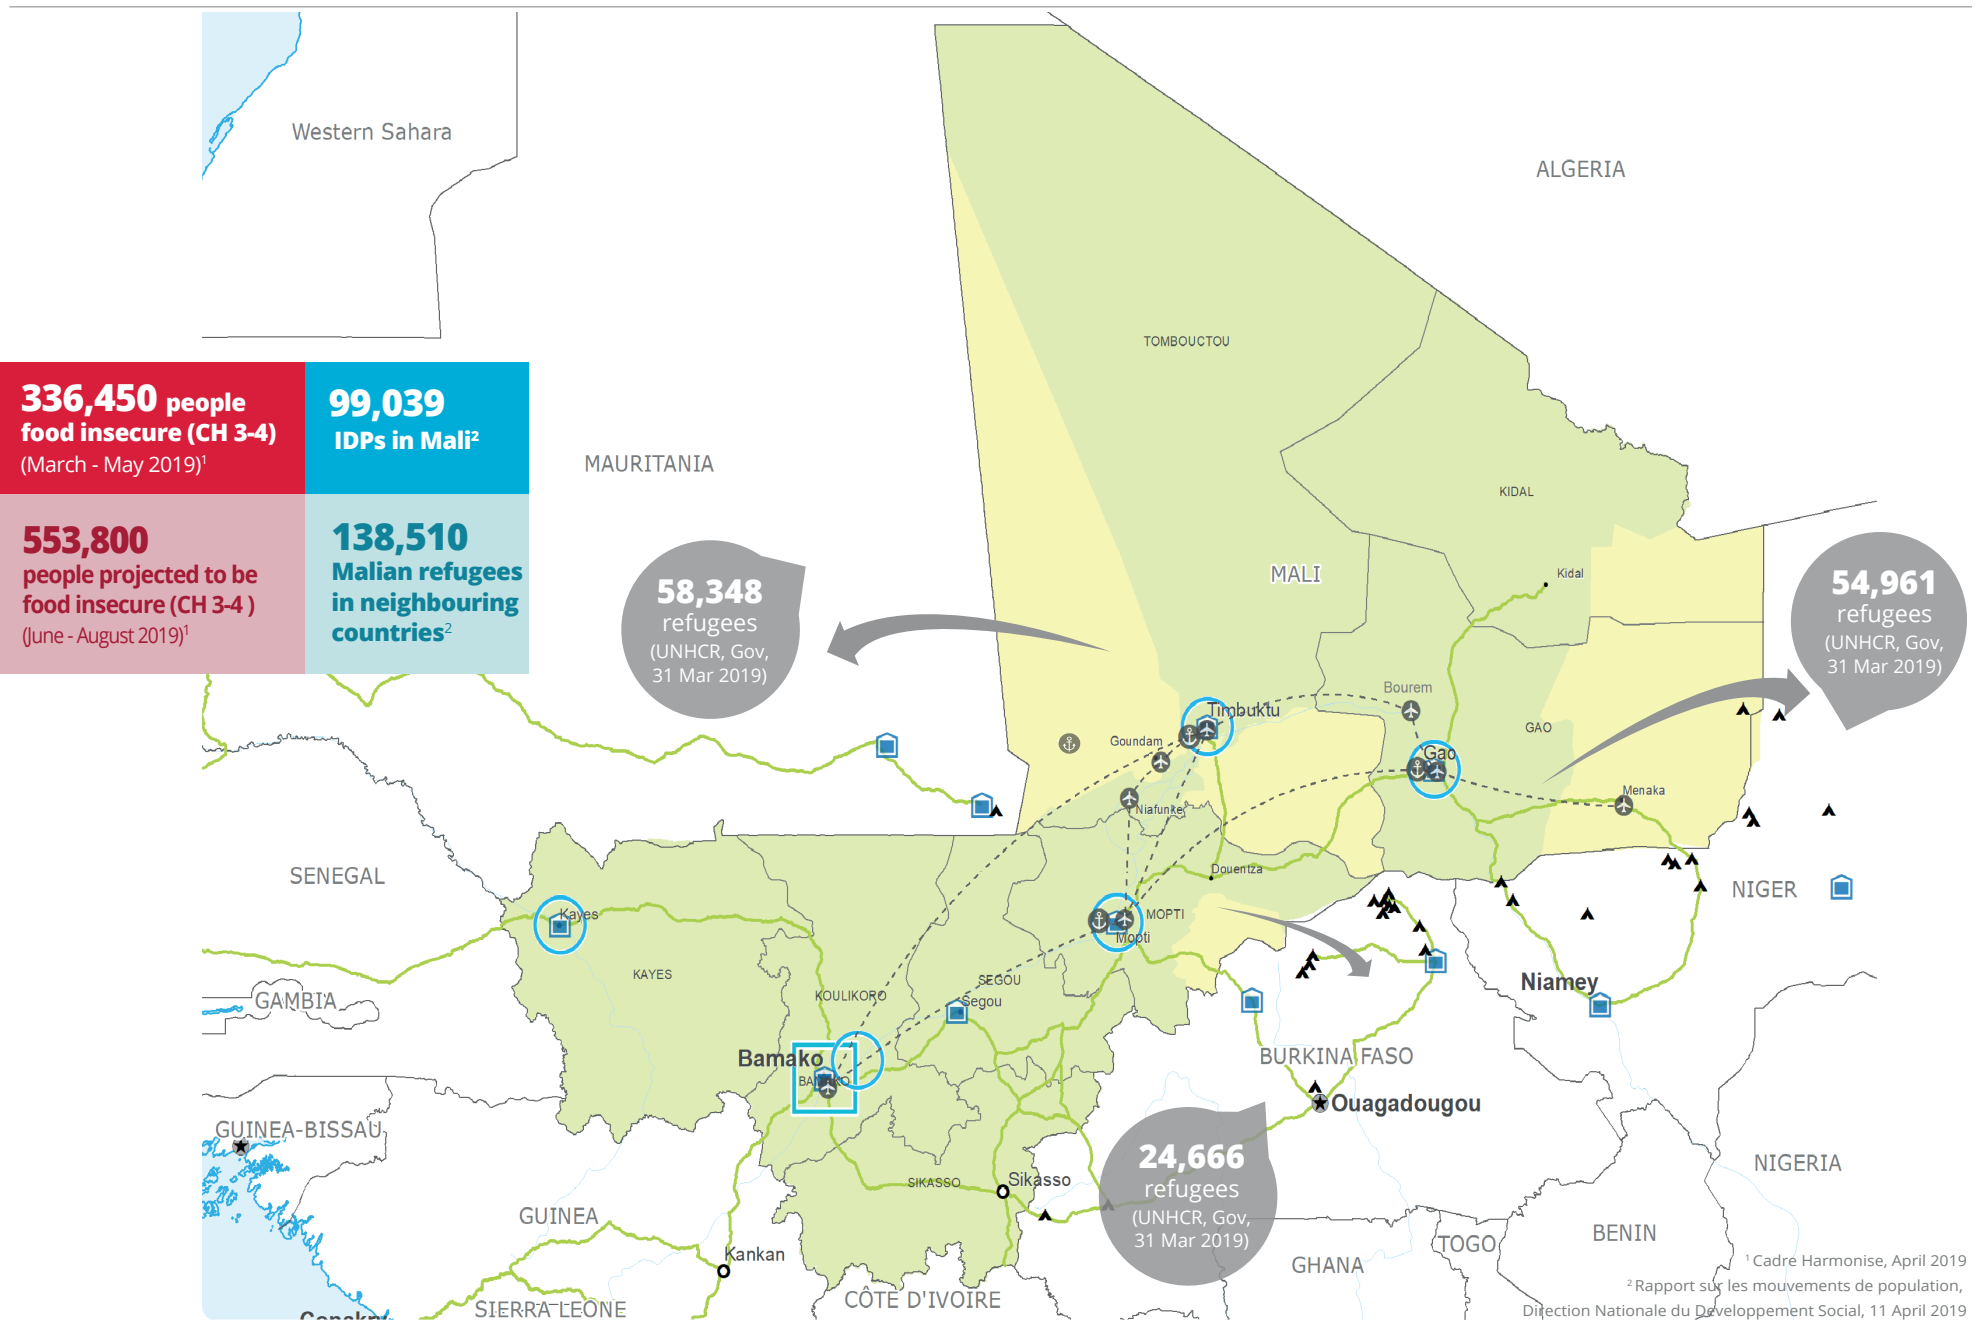 Western Sahara
ALGERIA
TOMBOUCTOU
336,450 people
food insecure (CH 3-4)
(March - May 2019)¹
99,039
IDPs in Mali²
553,800
people projected to be
food insecure (CH 3-4 )
(June - August 2019)¹
138,510
Malian refugees
in neighbouring
countries²
MAURITANIA
KIDAL
MALI
Kidal
58,348
refugees
(UNHCR, Gov,
31 Mar 2019)
54,961
refugees
(UNHCR, Gov,
31 Mar 2019)
Bourem
Timbuktu
GAO
Goundam
Gao
Menaka
Niafunke
Douentza
SENEGAL
NIGER
Kayes
MOPTI
Mopti
KAYES
SEGOU
KOULIKORO
Segou
Niamey
GAMBIA
Bamako
BAMAKO
BURKINA FASO
Ouagadougou
GUINEA-BISSAU
24,666
refugees
(UNHCR, Gov,
31 Mar 2019)
NIGERIA
SIKASSO
Sikasso
GUINEA
BENIN
TOGO
Kankan
GHANA
CÔTE D'IVOIRE
SIERRA LEONE
Conakry
¹ Cadre Harmonise, April 2019
² Rapport sur les mouvements de population,
Direction Nationale du Developpement Social, 11 April 2019